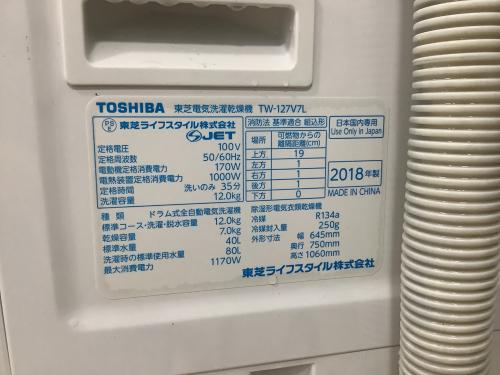 TOSHIBA 東芝電気洗濯乾燥機 TW-127V7L
PSE 東芝ライフスタイル株式会社
JET
定格電圧 100V
定格周波数 50/60Hz
電動機定格消費電力 170W
電熱装置定格消費電力 1000W
定格時間 洗いのみ 35分
洗濯容量 12.0kg
消防法 基準適合 組込形
場所 可燃物からの離隔距離(cm)
上方 19
左方 1
右方 1
後方 1
下方 0
日本国内専用
Use Only in Japan
2018年製
MADE IN CHINA
種類 ドラム式全自動電気洗濯機
標準コース・洗濯・脱水容量 12.0kg
乾燥容量 7.0kg
標準水量 40L
洗濯時の標準使用水量 80L
最大消費電力 1170W
除湿形電気衣類乾燥機
冷媒 R134a
冷媒封入量 250g
外形寸法 幅 645mm
奥行 750mm
高さ 1060mm
東芝ライフスタイル株式会社